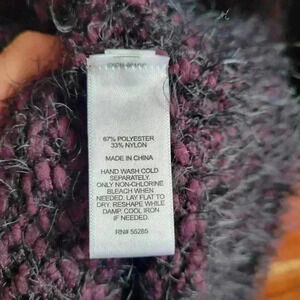 67% POLYESTER
33% NYLON
MADE IN CHINA
HAND WASH COLD
SEPARATELY.
ONLY NON-CHLORINE
BLEACH WHEN
NEEDED. LAY FLAT TO
DRY. RESHAPE WHILE
DAMP. COOL IRON
IF NEEDED.
RN# 55285